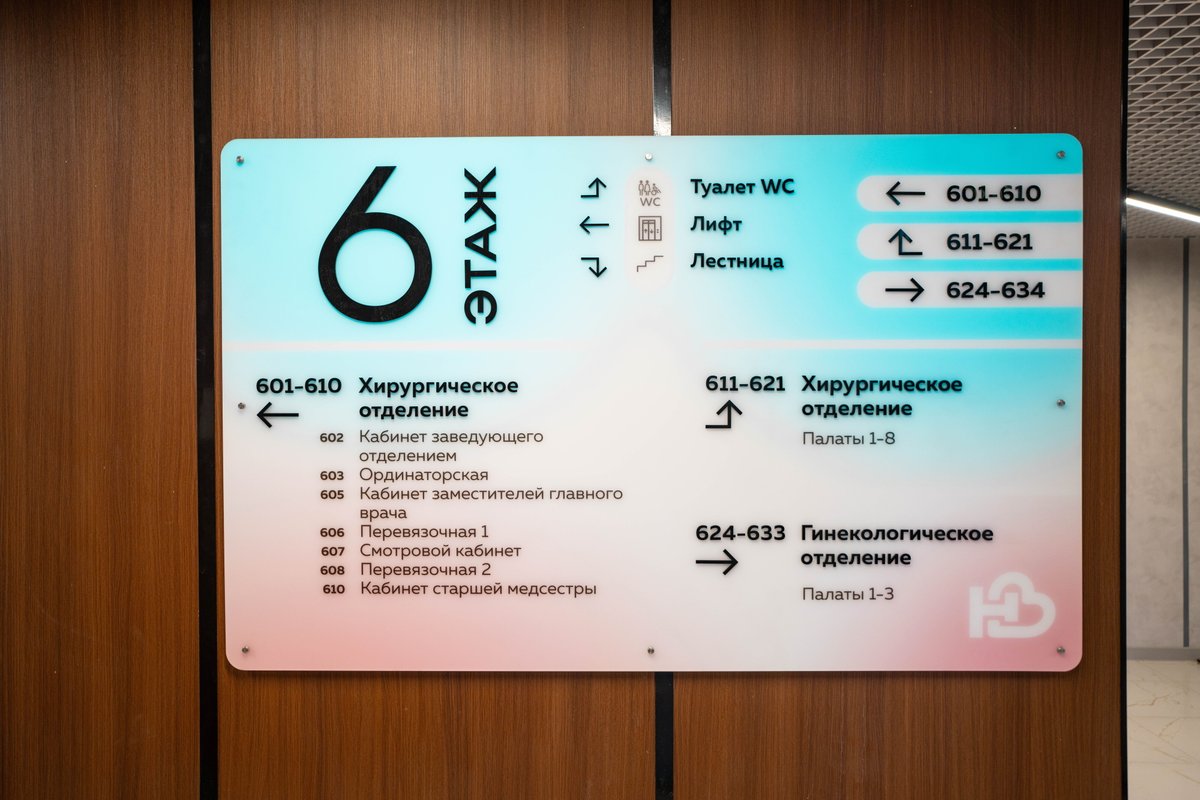 6 ЭТАЖ
WC
Туалет WC
Лифт
Лестница
601-610
611-621
624-634
601-610 Хирургическое
отделение
602 Кабинет заведующего
отделением
603 Ординаторская
605 Кабинет заместителей главного
врача
606 Перевязочная 1
607 Смотровой кабинет
608 Перевязочная 2
610 Кабинет старшей медсестры
611-621 Хирургическое
отделение
Палаты 1-8
624-633 Гинекологическое
отделение
Палаты 1-3